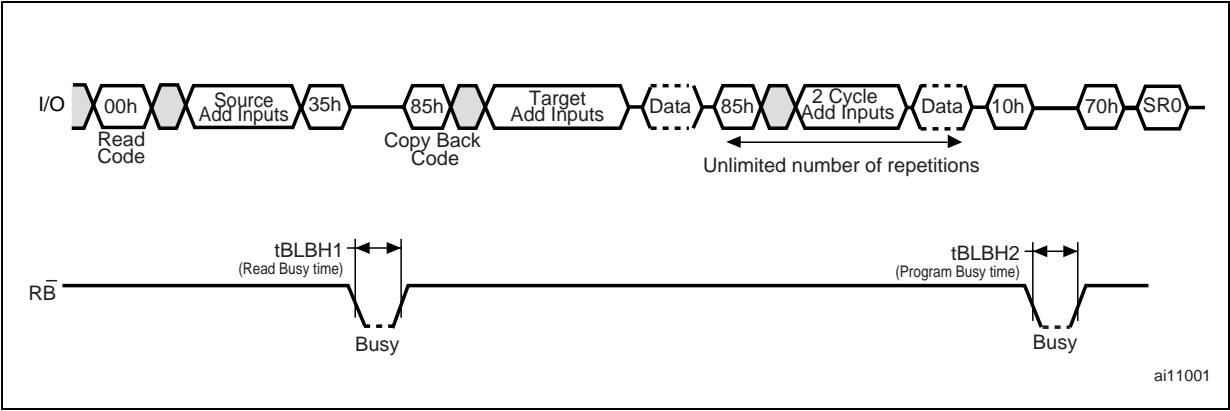 I/O 00h Source Add Inputs 35h 85h Target Add Inputs Data 85h 2 Cycle Add Inputs Data 10h 70h SR0
Read Code
Copy Back Code
Unlimited number of repetitions
tBLBH1
(Read Busy time)
tBLBH2
(Program Busy time)
RB̅
Busy
Busy
ai11001